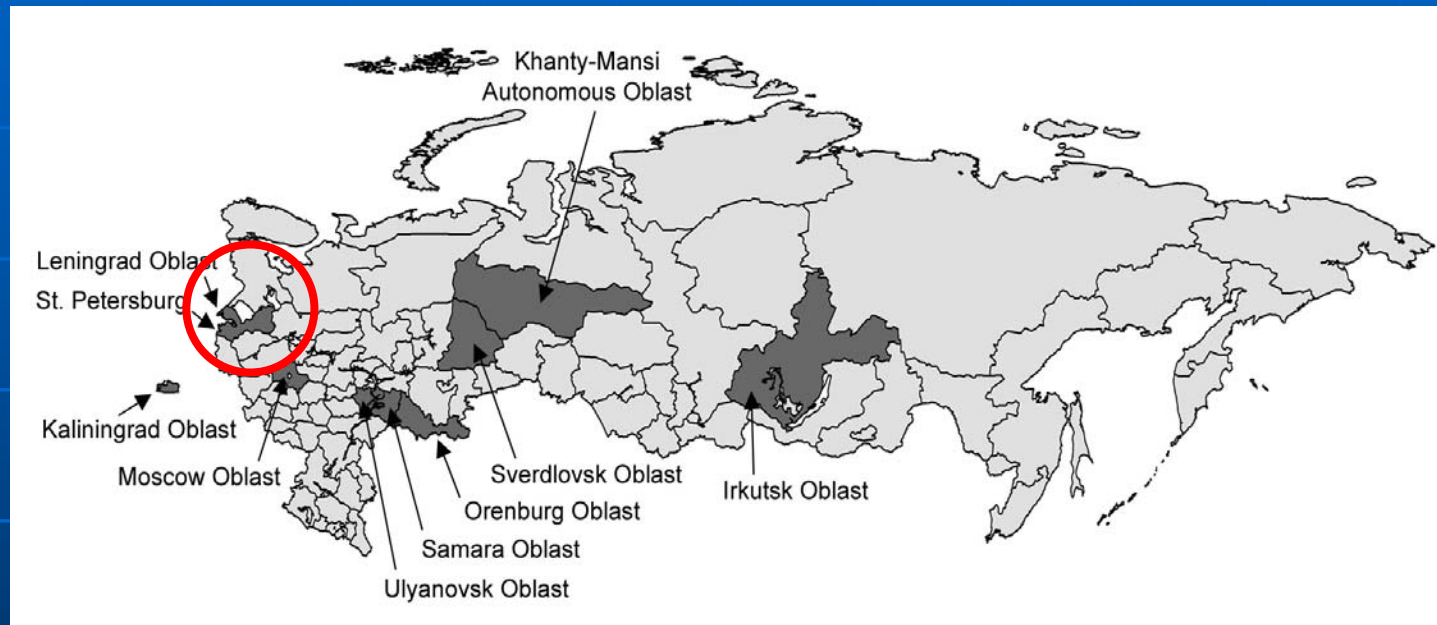 Khanty-Mansi
Autonomous Oblast
Leningrad Oblast
St. Petersburg
Kaliningrad Oblast
Moscow Oblast
Sverdlovsk Oblast
Irkutsk Oblast
Orenburg Oblast
Samara Oblast
Ulyanovsk Oblast